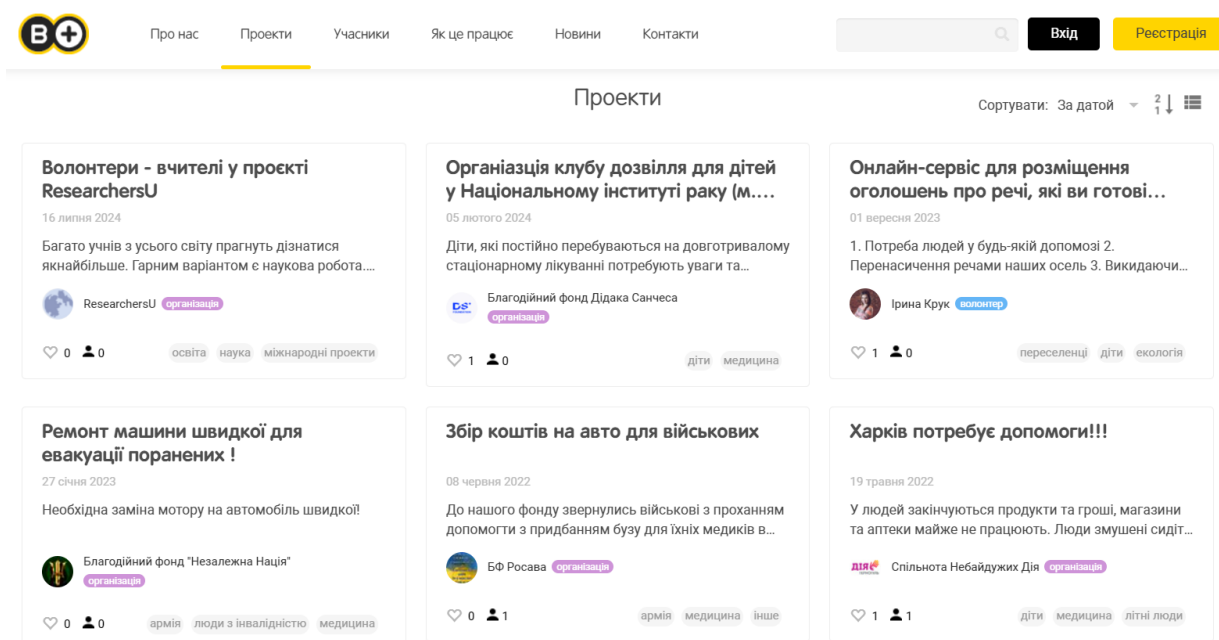 B+
Про нас Проекти Учасники Як це працює Новини Контакти Вхід Реєстрація
Проекти
Сортувати: За датой 2 1
Волонтери - вчителі у проєкті
ResearchersU
16 липня 2024
Багато учнів з усього світу прагнуть дізнатися
якнайбільше. Гарним варіантом є наукова робота....
ResearchersU організація
0 0 освіта наука міжнародні проекти
Органіазція клубу дозвілля для дітей
у Національному інституті раку (м....
05 лютого 2024
Діти, які постійно перебуваються на довготривалому
стаціонарному лікуванні потребують уваги та...
Благодійний фонд Дідака Санчеса
організація
1 0 діти медицина
Онлайн-сервіс для розміщення
оголошень про речі, які ви готові...
01 вересня 2023
1. Потреба людей у будь-якій допомозі 2.
Перенасичення речами наших осель 3. Викидаючи...
Ірина Крук волонтер
1 0 переселенці діти екологія
Ремонт машини швидкої для
евакуації поранених !
27 січня 2023
Необхідна заміна мотору на автомобіль швидкої!
Благодійний фонд "Незалежна Нація"
організація
0 0 армія люди з інвалідністю медицина
Збір коштів на авто для військових
08 червня 2022
До нашого фонду звернулись військові з проханням
допомогти з придбанням бузу для їхніх медиків в...
БФ Росава організація
0 1 армія медицина інше
Харків потребує допомоги!!!
19 травня 2022
У людей закінчуються продукти та гроші, магазини
та аптеки майже не працюють. Люди змушені сидіт...
ДІЯ Спільнота Небайдужих Дія організація
1 1 діти медицина літні люди